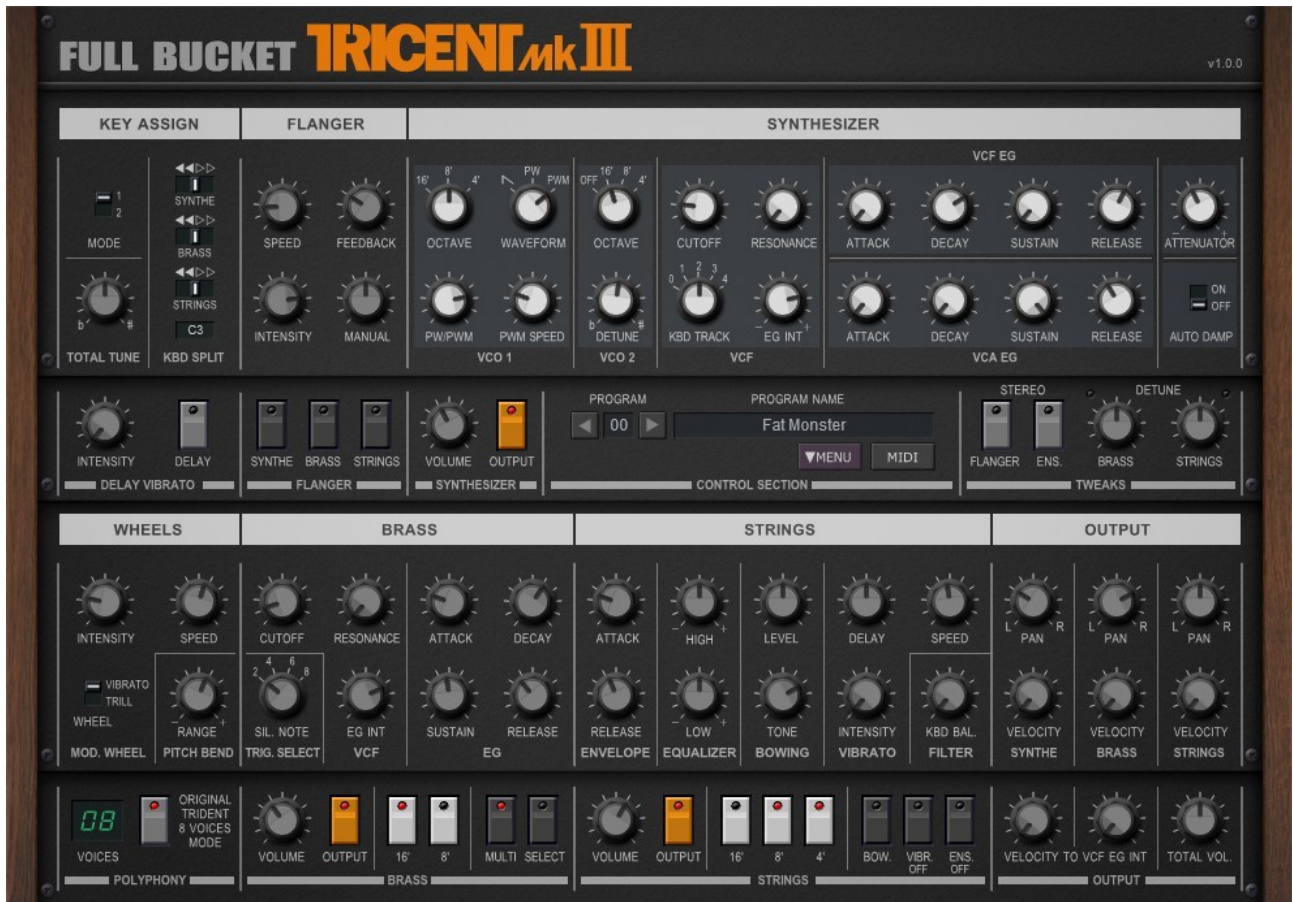 FULL BUCKET TRICENT mk III
v1.0.0
KEY ASSIGN FLANGER SYNTHESIZER
VCF EG
16' 8' 4' PW PWM OFF 16' 8' 4'
1
2
SYNTHE
MODE SPEED FEEDBACK OCTAVE WAVEFORM OCTAVE CUTOFF RESONANCE ATTACK DECAY SUSTAIN RELEASE - + ATTENUATOR
BRASS
0 1 2 3 4
STRINGS
ON
OFF
b # C3 INTENSITY MANUAL PW/PWM PWM SPEED b # DETUNE KBD TRACK - + EG INT ATTACK DECAY SUSTAIN RELEASE AUTO DAMP
TOTAL TUNE KBD SPLIT VCO 1 VCO 2 VCF VCA EG
PROGRAM PROGRAM NAME STEREO DETUNE
00 Fat Monster
INTENSITY DELAY SYNTHE BRASS STRINGS VOLUME OUTPUT MENU MIDI FLANGER ENS. BRASS STRINGS
DELAY VIBRATO FLANGER SYNTHESIZER CONTROL SECTION TWEAKS
WHEELS BRASS STRINGS OUTPUT
INTENSITY SPEED CUTOFF RESONANCE ATTACK DECAY ATTACK - + HIGH LEVEL DELAY SPEED L R PAN L R PAN L R PAN
2 4 6 8
VIBRATO
TRILL
WHEEL - + RANGE SIL. NOTE EG INT SUSTAIN RELEASE RELEASE - + LOW TONE INTENSITY KBD BAL. VELOCITY VELOCITY VELOCITY
MOD. WHEEL PITCH BEND TRIG. SELECT VCF EG ENVELOPE EQUALIZER BOWING VIBRATO FILTER SYNTHE BRASS STRINGS
08 ORIGINAL
TRIDENT
8 VOICES
MODE
VOICES VOLUME OUTPUT 16' 8' MULTI SELECT VOLUME OUTPUT 16' 8' 4' BOW. VIBR. OFF ENS. OFF VELOCITY TO VCF EG INT TOTAL VOL.
POLYPHONY BRASS STRINGS OUTPUT